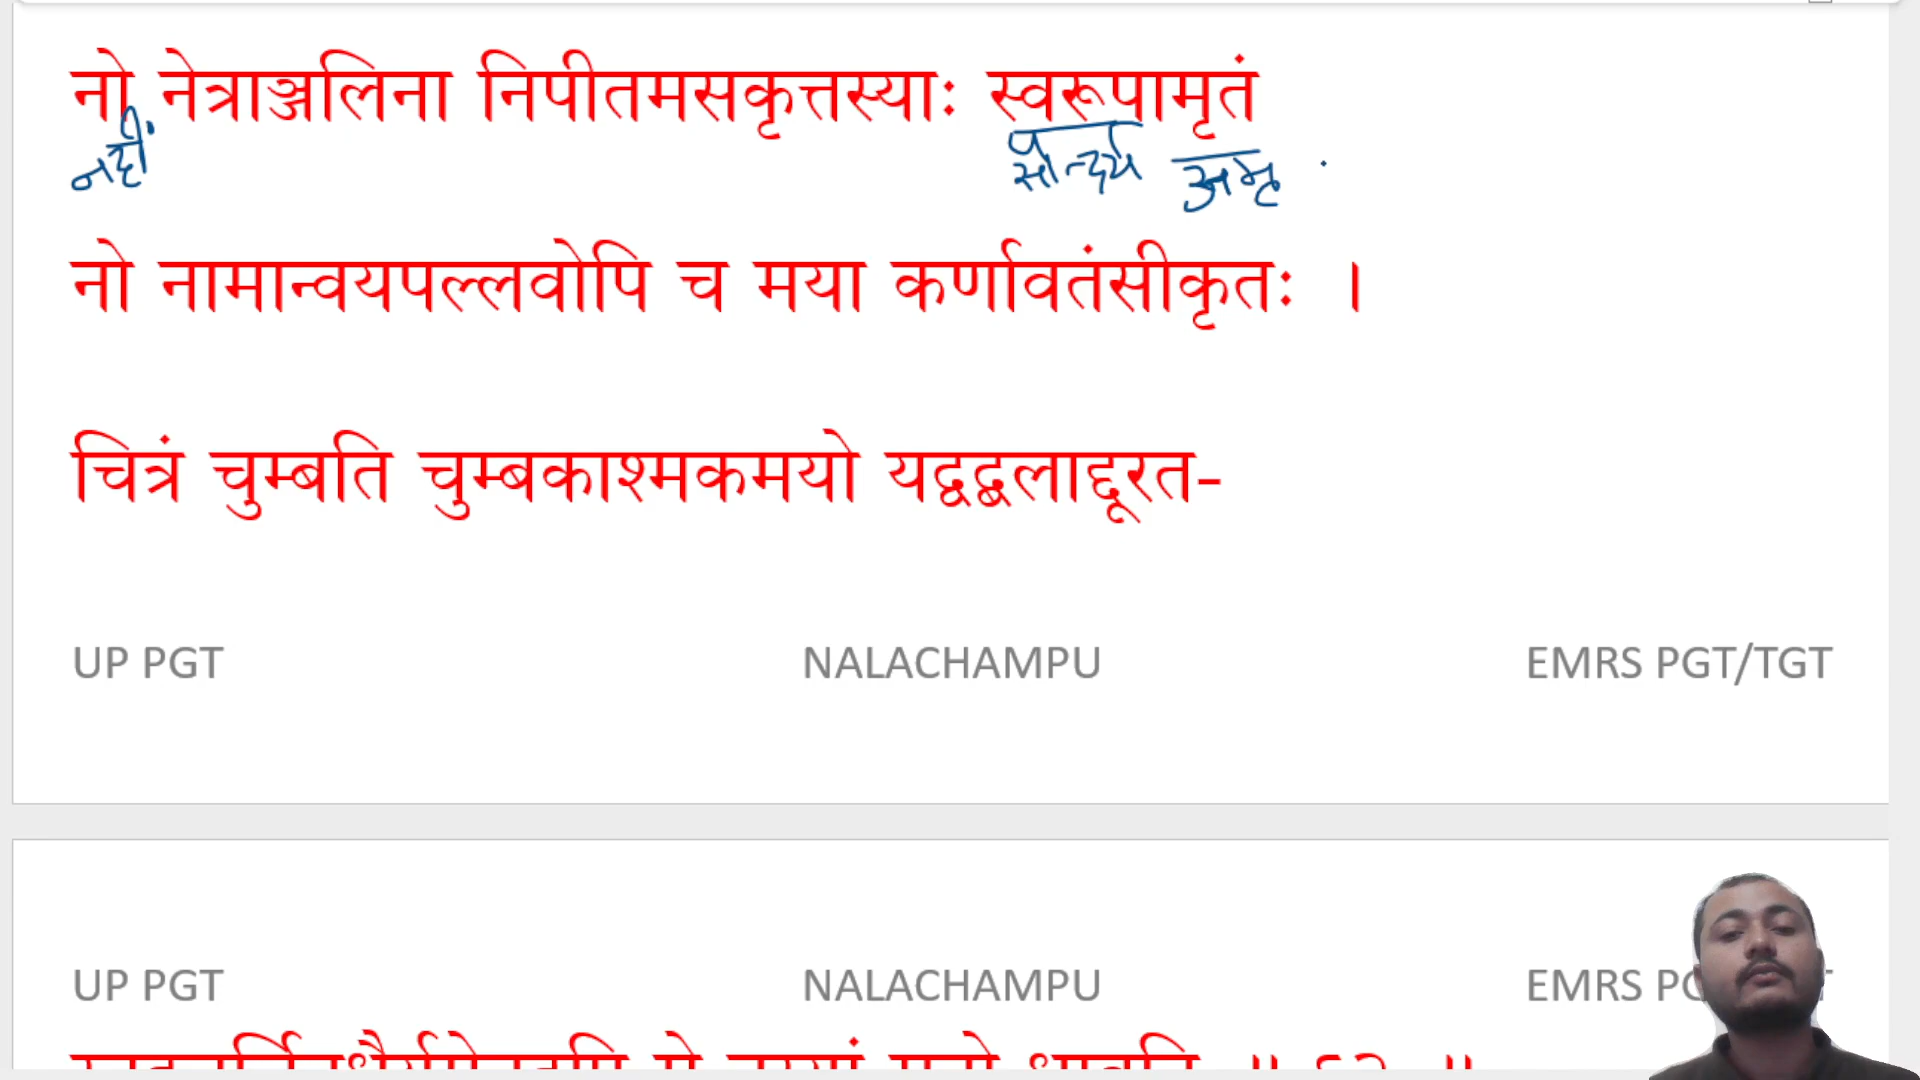 नो नेत्राञ्जलिना निपीतमसकृत्तस्याः स्वरूपामृतं
नहीं सौन्दर्य अमृ
नो नामान्वयपल्लवोपि च मया कर्णावतंसीकृतः ।
चित्रं चुम्बति चुम्बकाश्मकमयो यद्वद्बलाद्दूरत-
UP PGT NALACHAMPU EMRS PGT/TGT
UP PGT NALACHAMPU EMRS